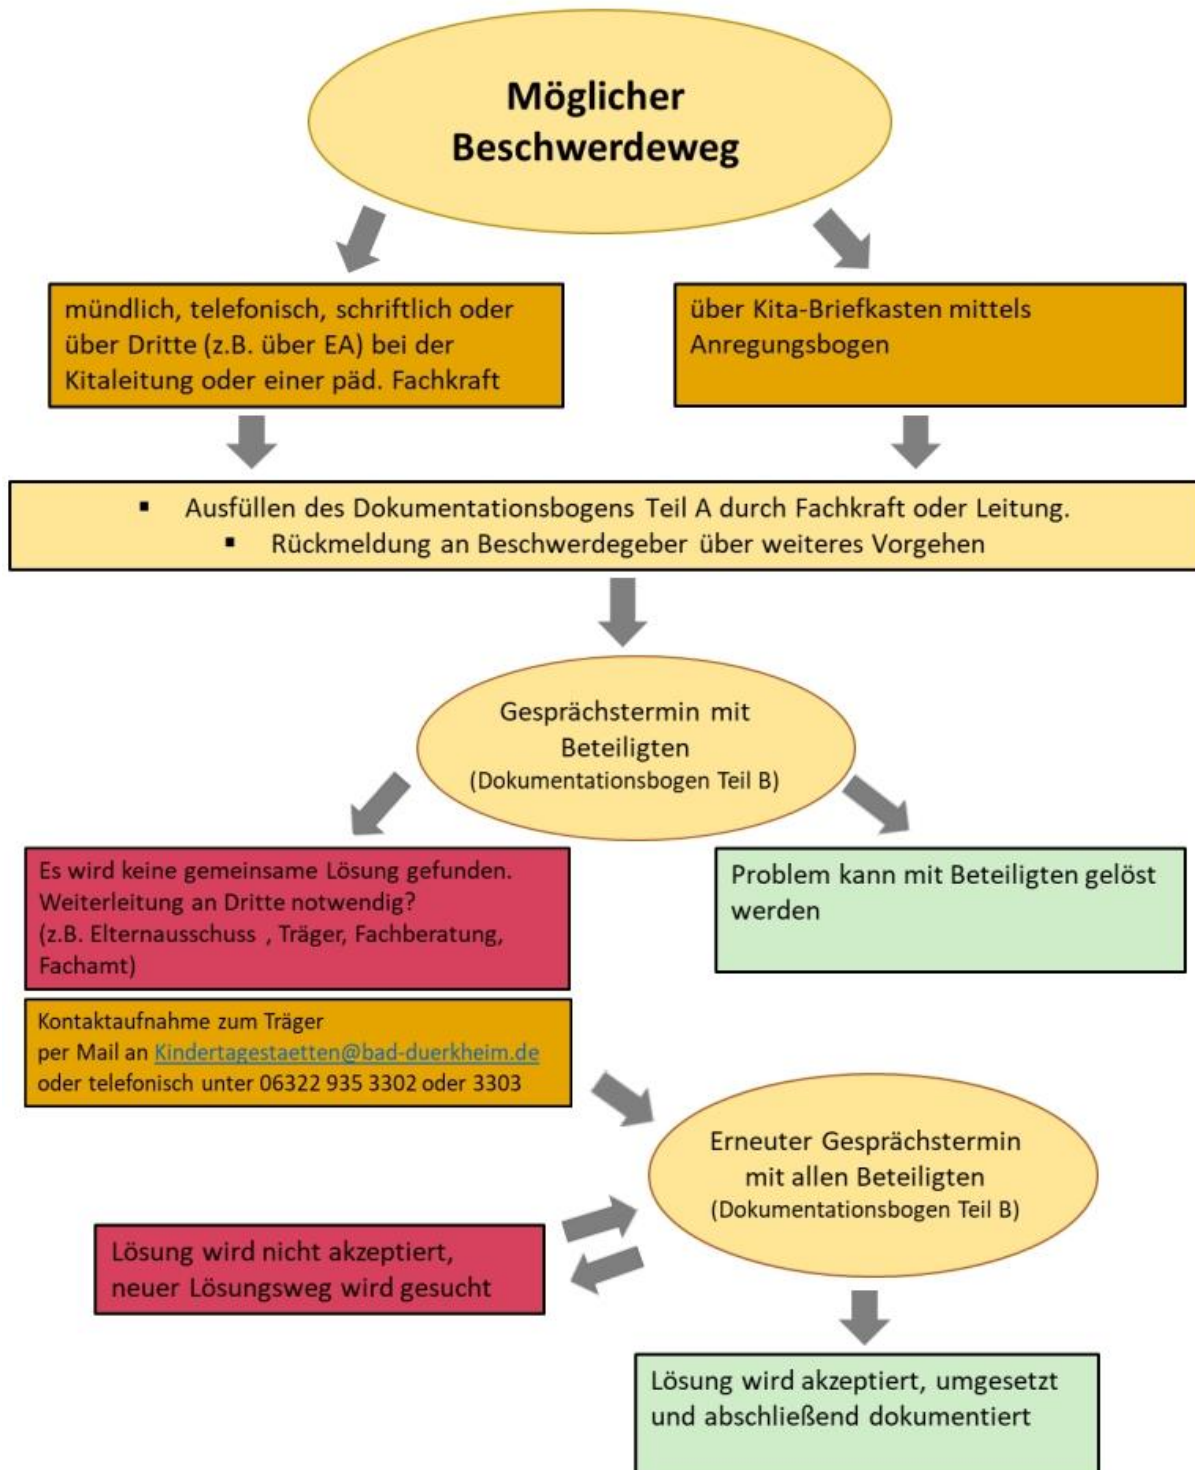 Möglicher
Beschwerdeweg
mündlich, telefonisch, schriftlich oder
über Dritte (z.B. über EA) bei der
Kitaleitung oder einer päd. Fachkraft
über Kita-Briefkasten mittels
Anregungsbogen
▪ Ausfüllen des Dokumentationsbogens Teil A durch Fachkraft oder Leitung.
▪ Rückmeldung an Beschwerdegeber über weiteres Vorgehen
Gesprächstermin mit
Beteiligten
(Dokumentationsbogen Teil B)
Es wird keine gemeinsame Lösung gefunden.
Weiterleitung an Dritte notwendig?
(z.B. Elternausschuss , Träger, Fachberatung,
Fachamt)
Problem kann mit Beteiligten gelöst
werden
Kontaktaufnahme zum Träger
per Mail an Kindertagestaetten@bad-duerkheim.de
oder telefonisch unter 06322 935 3302 oder 3303
Erneuter Gesprächstermin
mit allen Beteiligten
(Dokumentationsbogen Teil B)
Lösung wird nicht akzeptiert,
neuer Lösungsweg wird gesucht
Lösung wird akzeptiert, umgesetzt
und abschließend dokumentiert